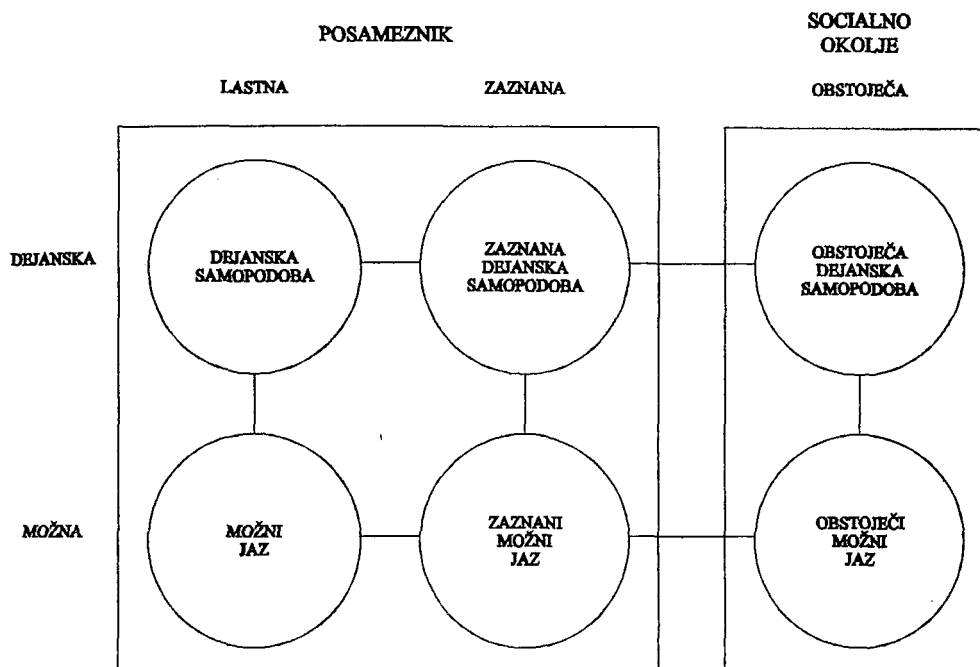 POSAMEZNIK
SOCIALNO
OKOLJE
LASTNA
ZAZNANA
OBSTOJEČA
DEJANSKA
DEJANSKA
SAMOPODOBA
ZAZNANA
DEJANSKA
SAMOPODOBA
OBSTOJEČA
DEJANSKA
SAMOPODOBA
MOŽNA
MOŽNI
JAZ
ZAZNANI
MOŽNI
JAZ
OBSTOJEČI
MOŽNI
JAZ